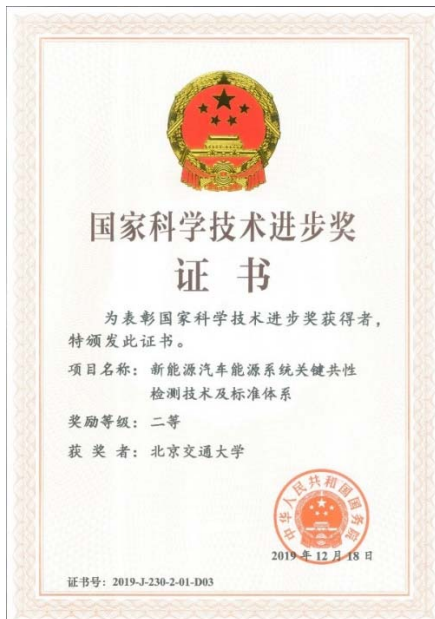 国家科学技术进步奖
证书
为表彰国家科学技术进步奖获得者，
特颁发此证书。
项目名称：新能源汽车能源系统关键共性
检测技术及标准体系
奖励等级：二等
获奖者：北京交通大学
中华人民共和国国务院
2019年12月18日
证书号：2019-J-230-2-01-D03